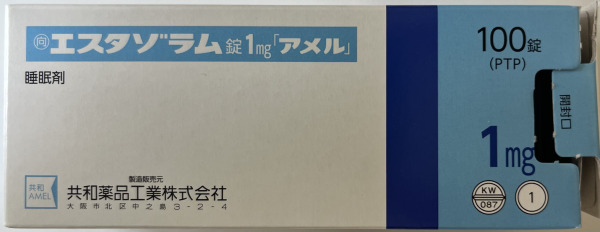 向エスタゾラム錠1mg「アメル」
睡眠剤
共和
AMEL
製造販売元
共和薬品工業株式会社
大阪市北区中之島3-2-4
100錠
(PTP)
開封口
1mg
KW
087
1